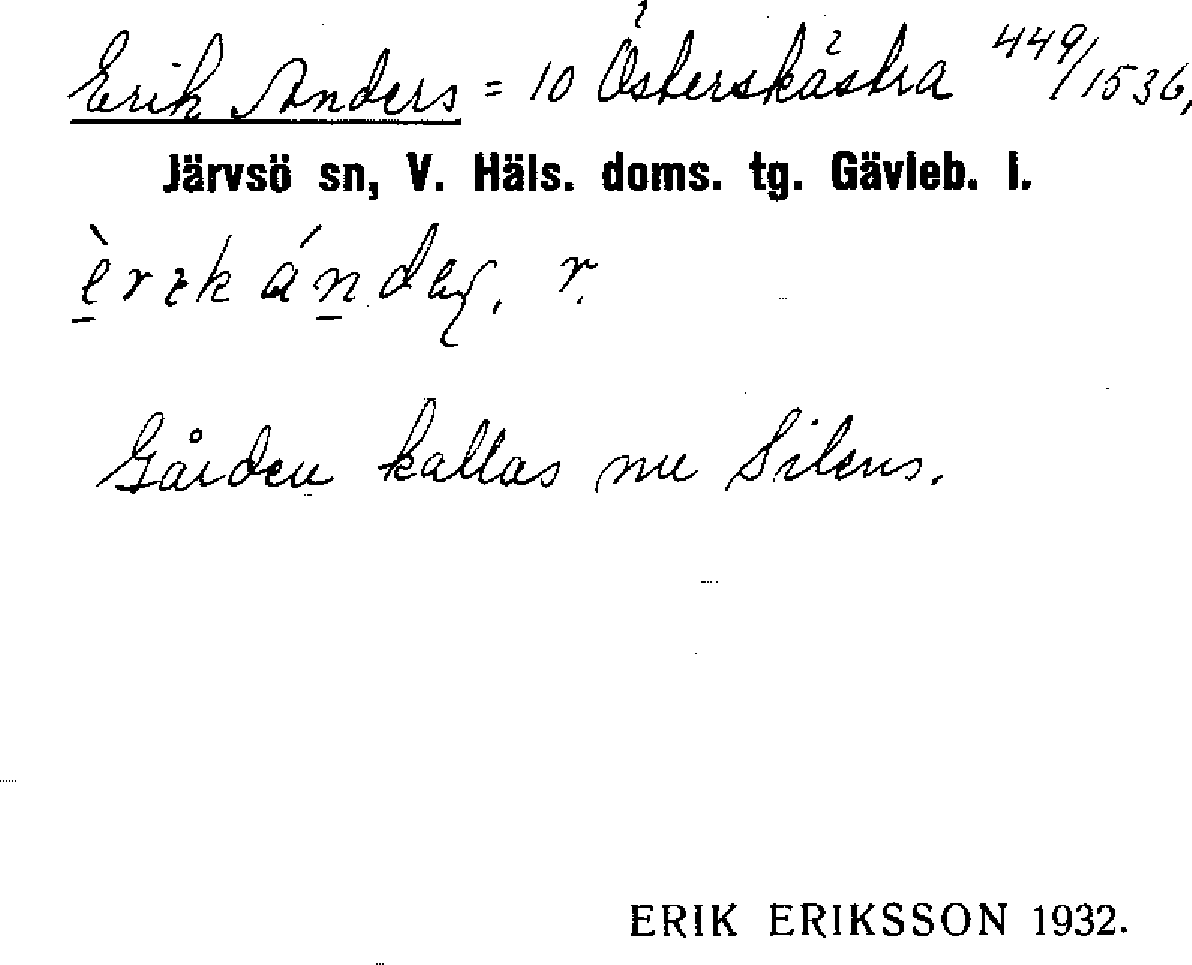 Erik Anders = 10 Österskästra 449/1536,
Järvsö sn, V. Häls. doms. tg. Gävleb. l.
Gården kallas nu Silens.
ERIK ERIKSSON 1932.